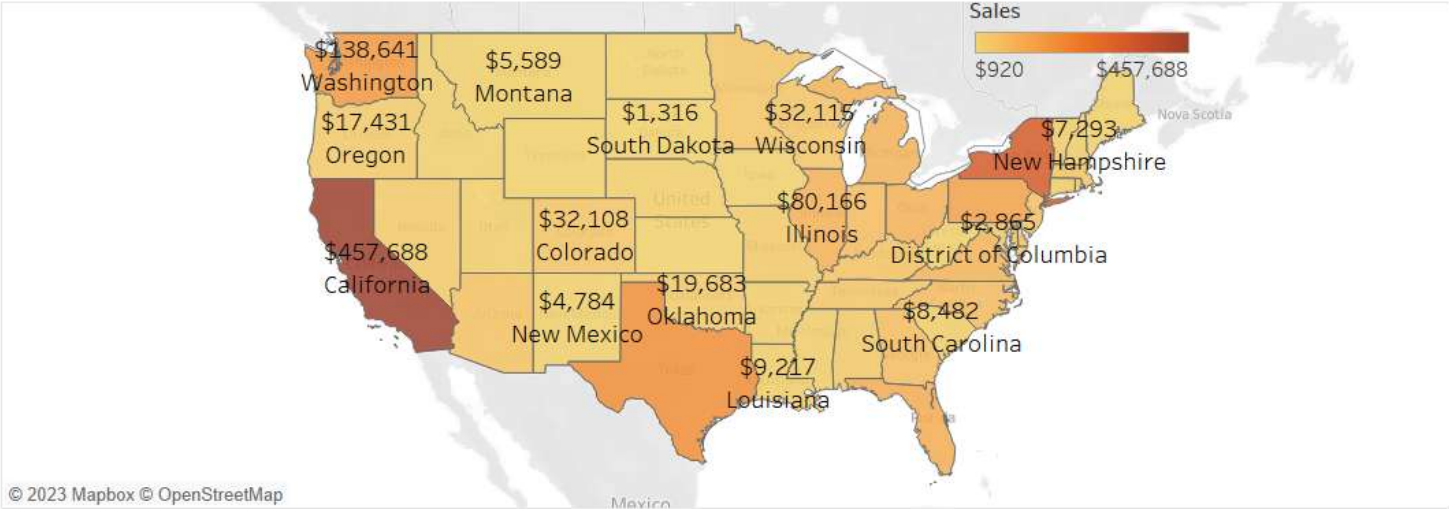 Sales
$920
$457,688
$138,641
Washington
$5,589
Montana
$17,431
Oregon
$1,316
South Dakota
$32,115
Wisconsin
Nova Scotia
$7,293
New Hampshire
United
States
$80,166
Illinois
$32,108
Colorado
$2,865
District of Columbia
$457,688
California
$4,784
New Mexico
$19,683
Oklahoma
$8,482
South Carolina
$9,217
Louisiana
Texas
Mexico
© 2023 Mapbox © OpenStreetMap